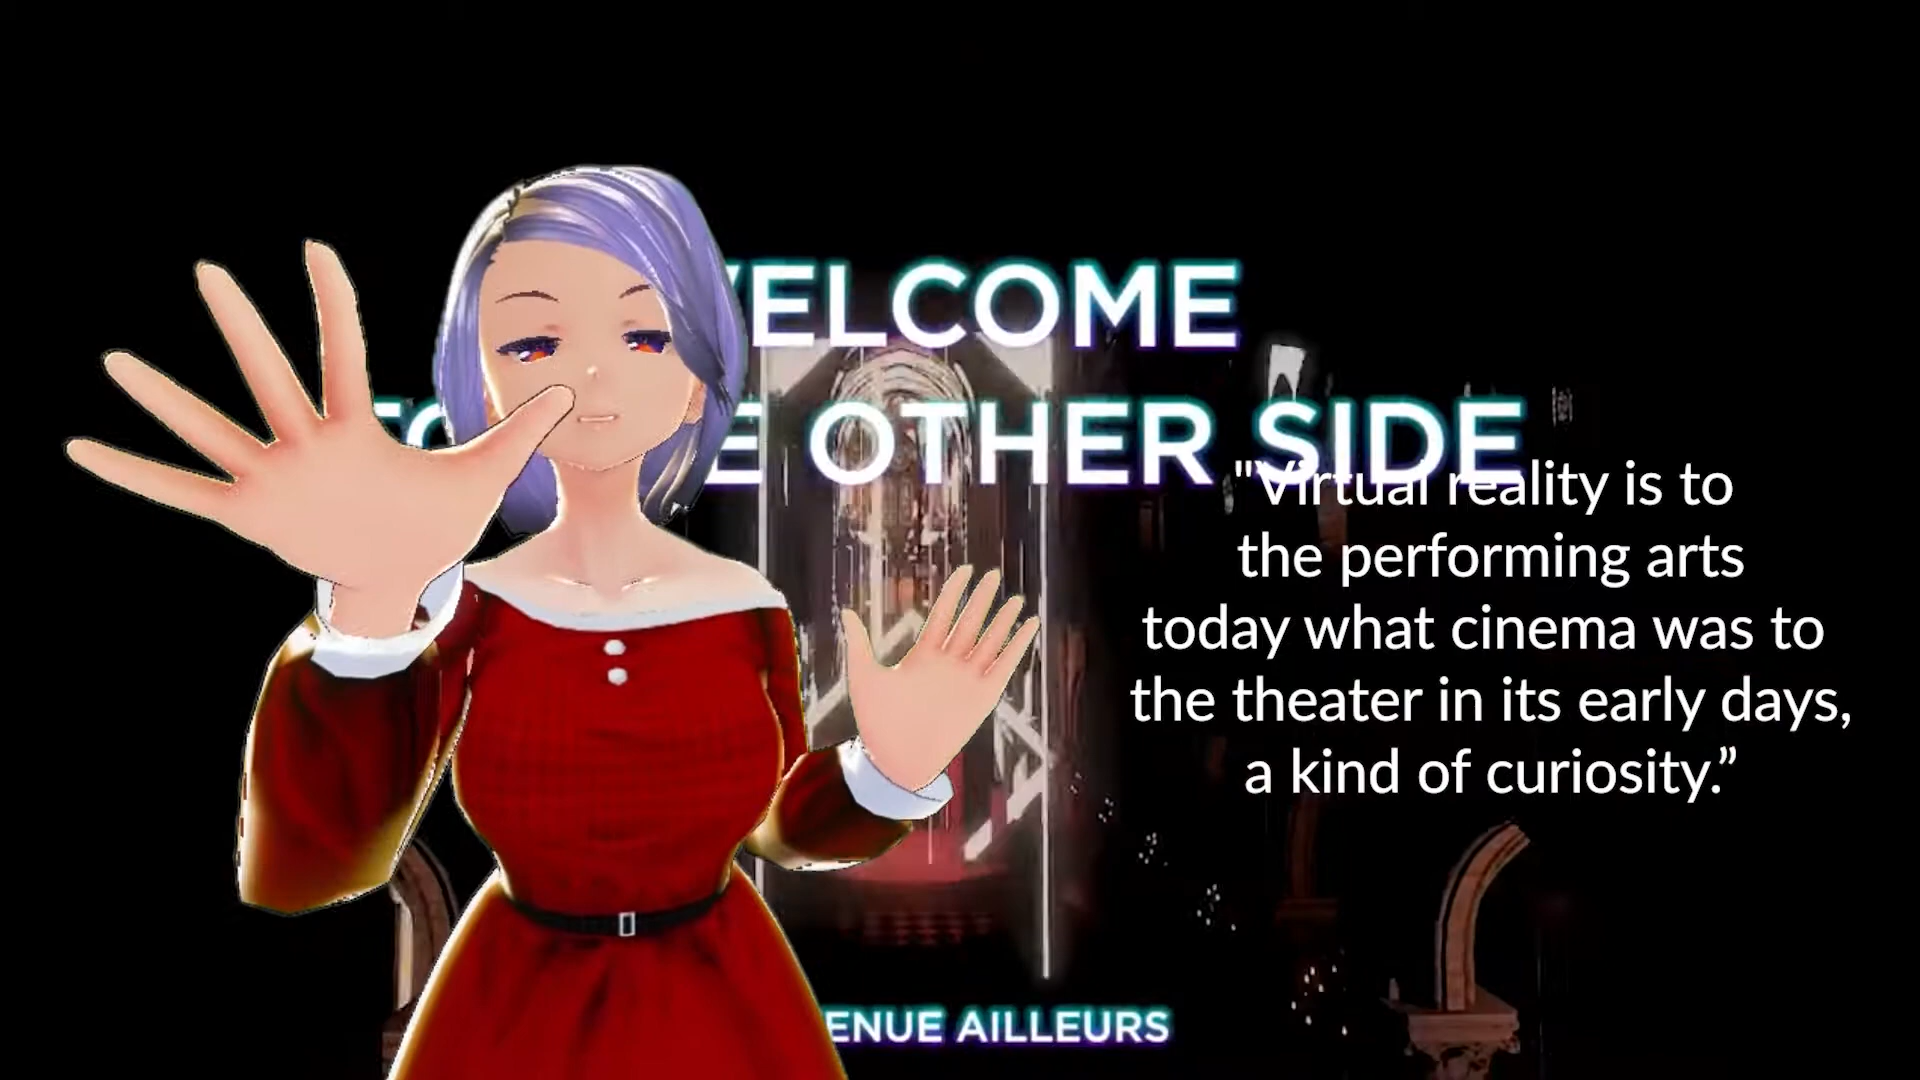 ELCOME
OTHER SIDE
"Virtual reality is to
the performing arts
today what cinema was to
the theater in its early days,
a kind of curiosity.”
ENUE AILLEURS